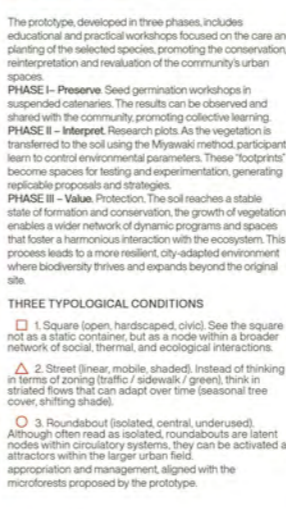 The prototype, developed in three phases, includes
educational and practical workshops focused on the care an
planting of the selected species, promoting the conservation,
reinterpretation and revaluation of the community's urban
spaces.
PHASE I– Preserve. Seed germination workshops in
suspended catenaries. The results can be observed and
shared with the community, promoting collective learning.
PHASE II – Interpret. Research plots. As the vegetation is
transferred to the soil using the Miyawaki method, participant
learn to control environmental parameters. These "footprints"
become spaces for testing and experimentation, generating
replicable proposals and strategies.
PHASE III – Value. Protection. The soil reaches a stable
state of formation and conservation, the growth of vegetation
enables a wider network of dynamic programs and spaces
that foster a harmonious interaction with the ecosystem. This
process leads to a more resilient, city-adapted environment
where biodiversity thrives and expands beyond the original
site.
THREE TYPOLOGICAL CONDITIONS
1. Square (open, hardscaped, civic). See the square
not as a static container, but as a node within a broader
network of social, thermal, and ecological interactions.
2. Street (linear, mobile, shaded). Instead of thinking
in terms of zoning (traffic / sidewalk / green), think in
striated flows that can adapt over time (seasonal tree
cover, shifting shade).
3. Roundabout (isolated, central, underused).
Although often read as isolated, roundabouts are latent
nodes within circulatory systems, they can be activated a
attractors within the larger urban field.
appropriation and management, aligned with the
microforests proposed by the prototype.